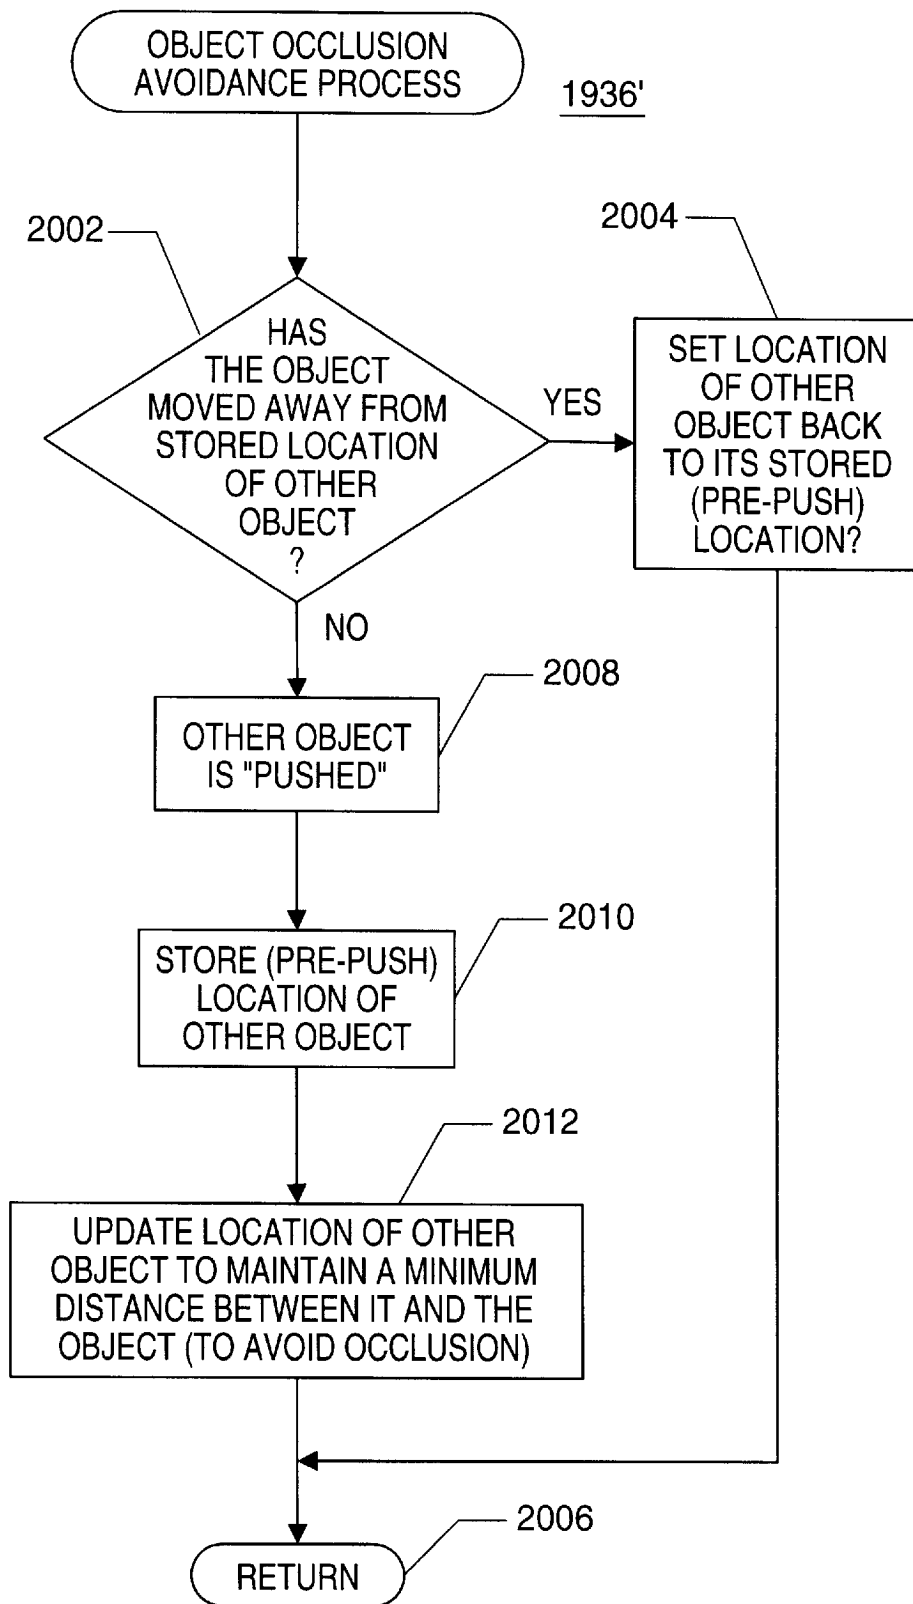 OBJECT OCCLUSION
AVOIDANCE PROCESS
1936'
2002
2004
HAS
THE OBJECT
MOVED AWAY FROM
STORED LOCATION
OF OTHER
OBJECT
?
YES
SET LOCATION
OF OTHER
OBJECT BACK
TO ITS STORED
(PRE-PUSH)
LOCATION?
NO
2008
OTHER OBJECT
IS "PUSHED"
2010
STORE (PRE-PUSH)
LOCATION OF
OTHER OBJECT
2012
UPDATE LOCATION OF OTHER
OBJECT TO MAINTAIN A MINIMUM
DISTANCE BETWEEN IT AND THE
OBJECT (TO AVOID OCCLUSION)
2006
RETURN